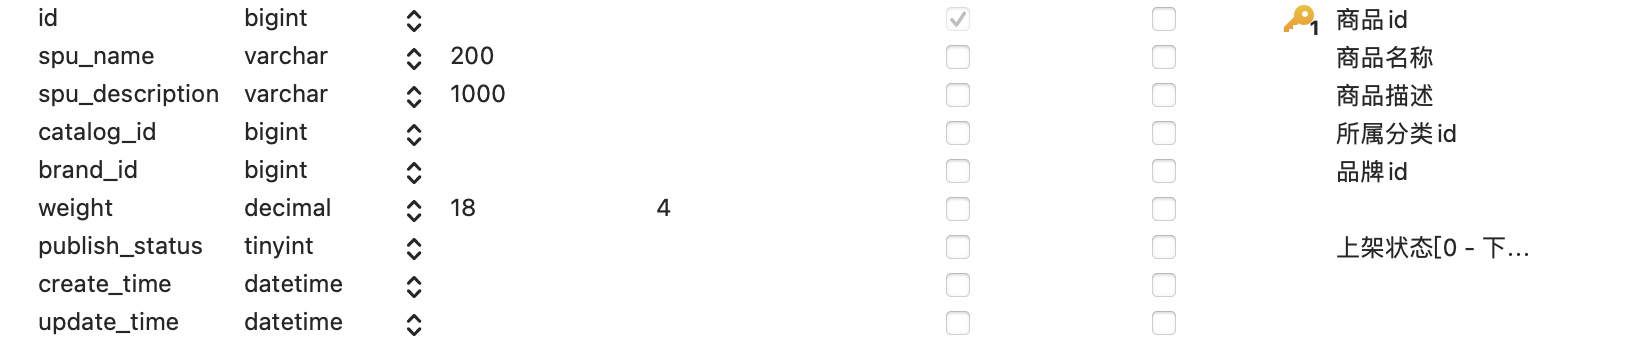 id bigint 1 商品id
spu_name varchar 200 商品名称
spu_description varchar 1000 商品描述
catalog_id bigint 所属分类id
brand_id bigint 品牌id
weight decimal 18 4
publish_status tinyint 上架状态[0 - 下...
create_time datetime
update_time datetime